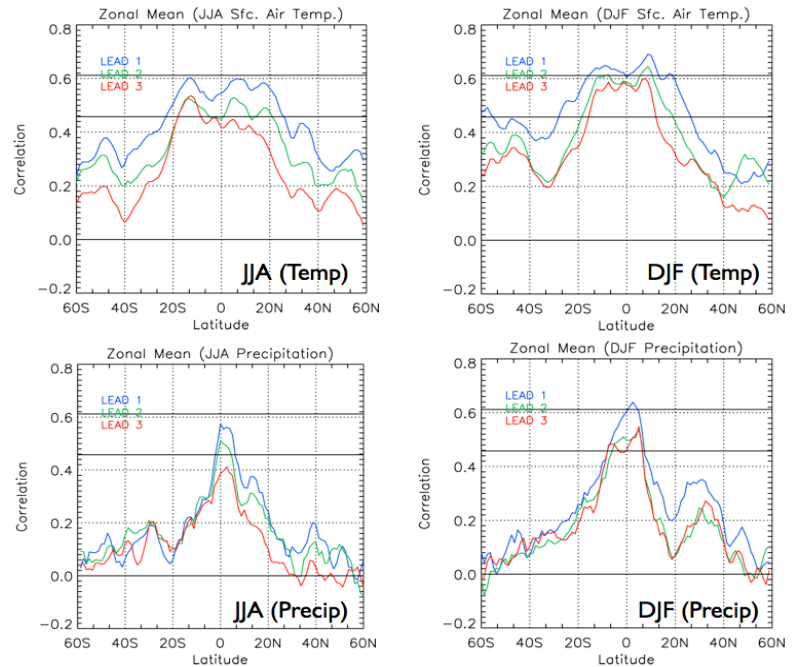 Zonal Mean (JJA Sfc. Air Temp.)
0.8
0.6
0.4
0.2
0.0
-0.2
Correlation
LEAD 1
LEAD 2
LEAD 3
JJA (Temp)
60S 40S 20S 0 20N 40N 60N
Latitude
Zonal Mean (DJF Sfc. Air Temp.)
0.8
0.6
0.4
0.2
0.0
-0.2
Correlation
LEAD 1
LEAD 2
LEAD 3
DJF (Temp)
60S 40S 20S 0 20N 40N 60N
Latitude
Zonal Mean (JJA Precipitation)
0.8
0.6
0.4
0.2
0.0
-0.2
Correlation
LEAD 1
LEAD 2
LEAD 3
JJA (Precip)
60S 40S 20S 0 20N 40N 60N
Latitude
Zonal Mean (DJF Precipitation)
0.8
0.6
0.4
0.2
0.0
-0.2
Correlation
LEAD 1
LEAD 2
LEAD 3
DJF (Precip)
60S 40S 20S 0 20N 40N 60N
Latitude